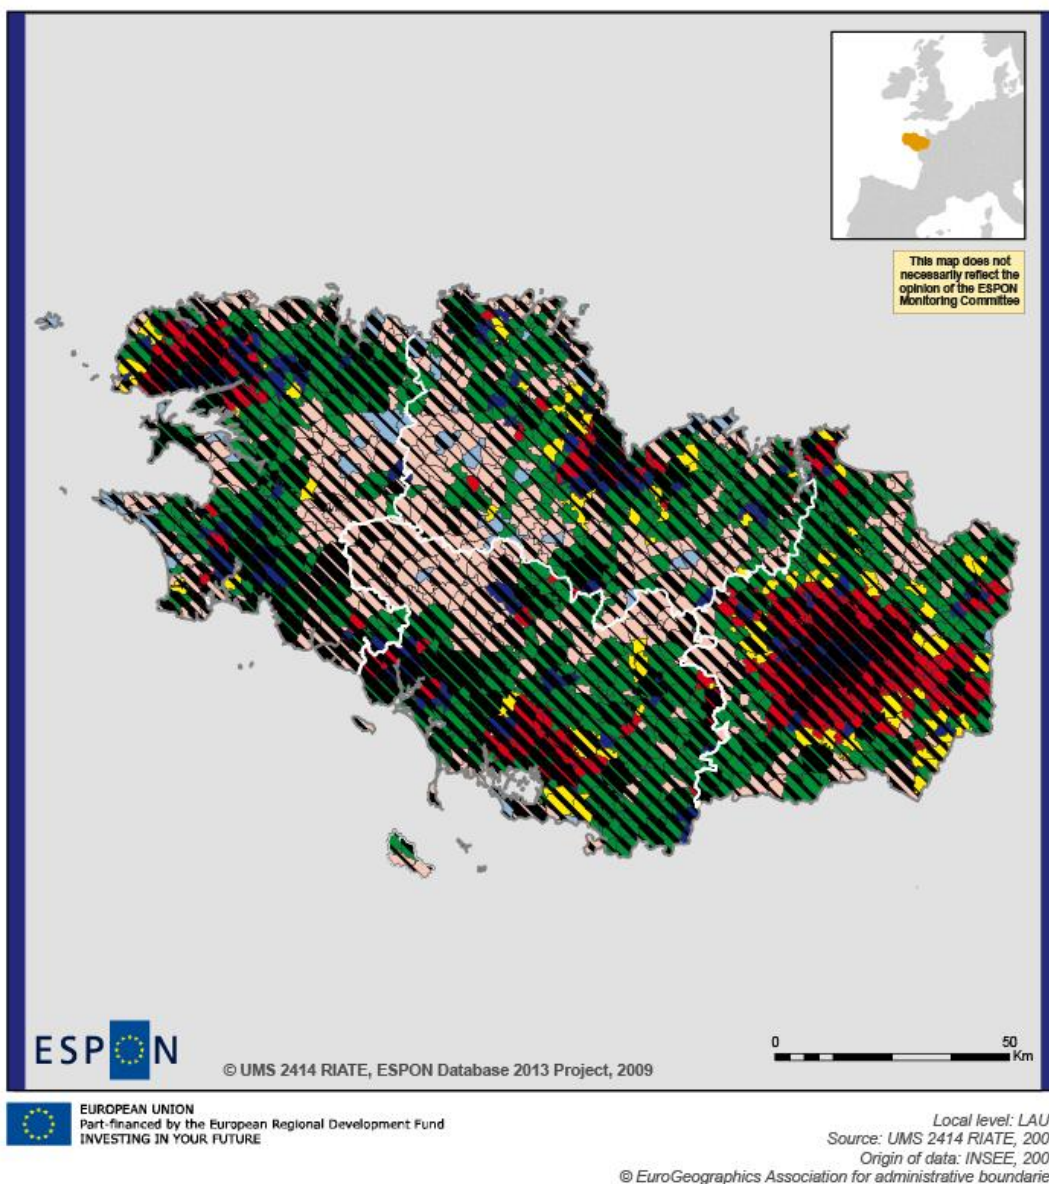 This map does not
necessarily reflect the
opinion of the ESPON
Monitoring Committee
ESPON
© UMS 2414 RIATE, ESPON Database 2013 Project, 2009
0 50
Km
EUROPEAN UNION
Part-financed by the European Regional Development Fund
INVESTING IN YOUR FUTURE
Local level: LAU
Source: UMS 2414 RIATE, 200
Origin of data: INSEE, 200
© EuroGeographics Association for administrative boundarie